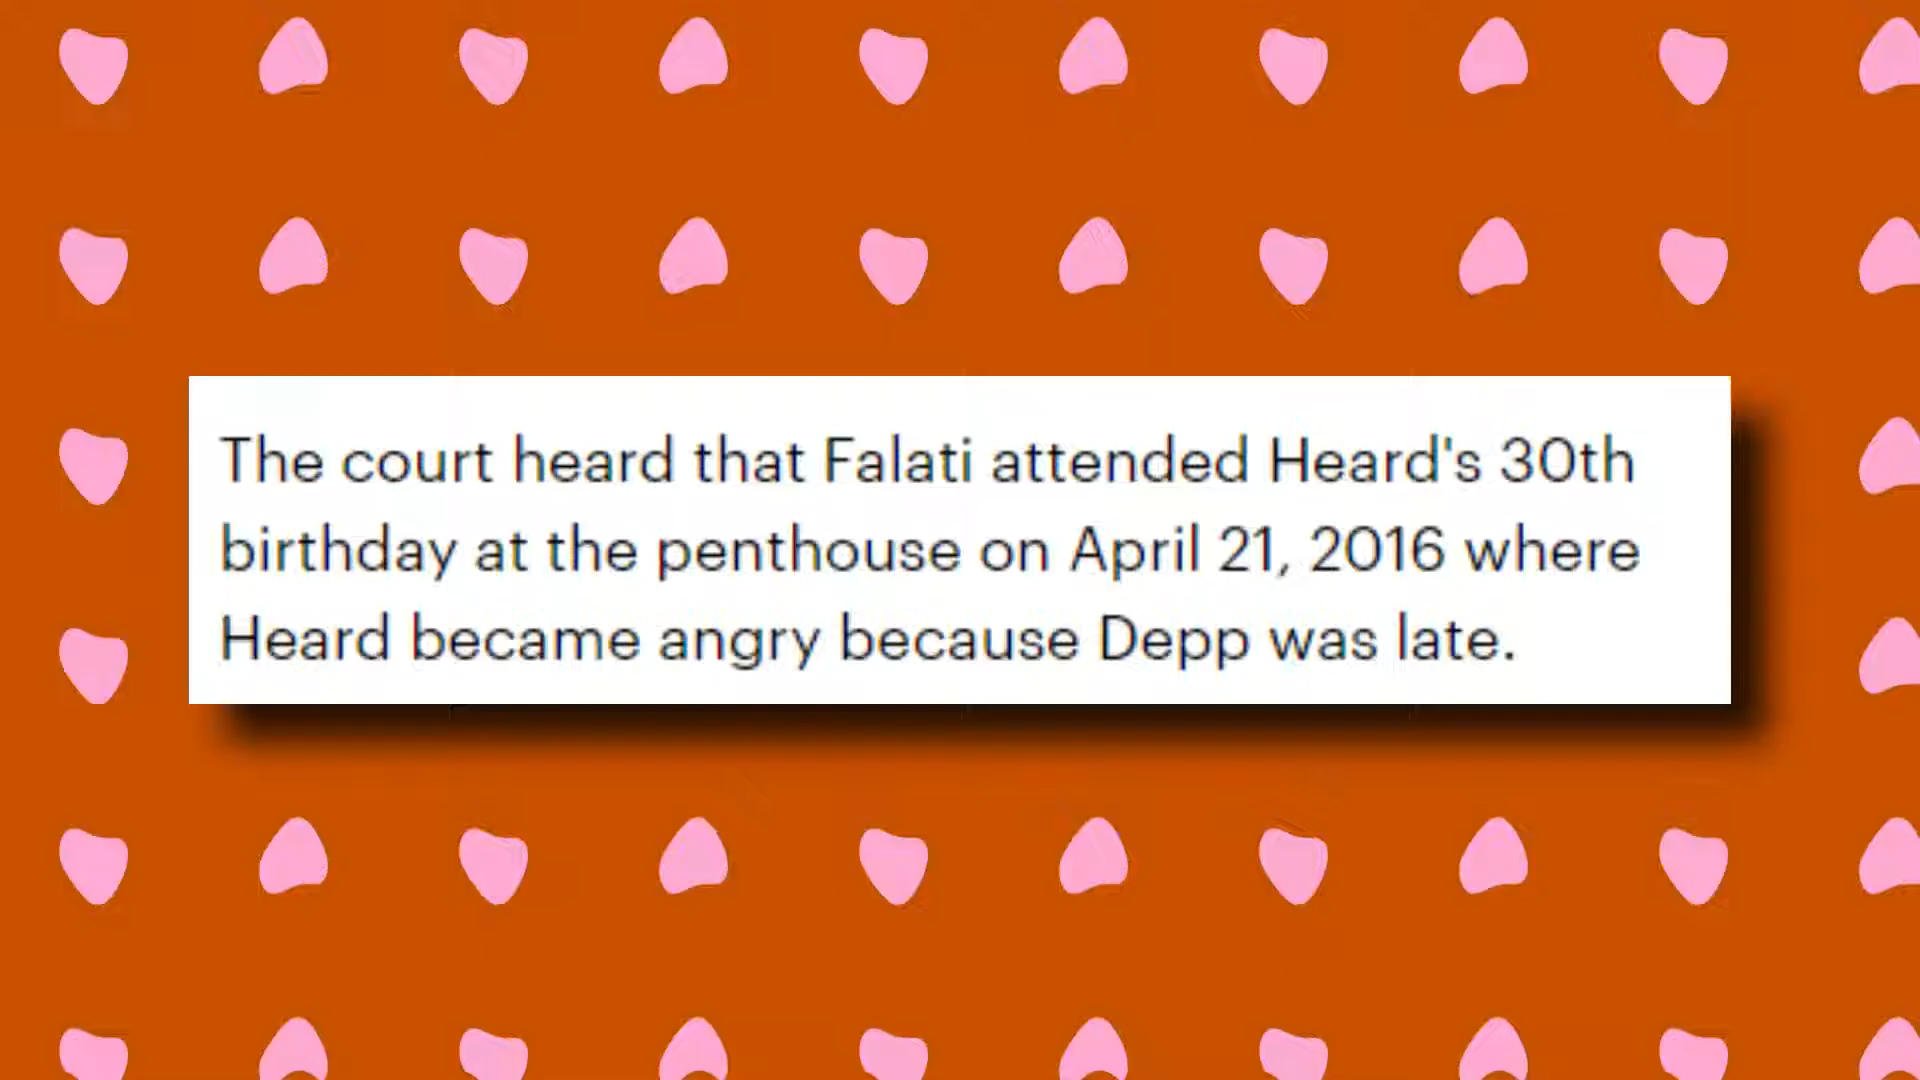 The court heard that Falati attended Heard's 30th
birthday at the penthouse on April 21, 2016 where
Heard became angry because Depp was late.